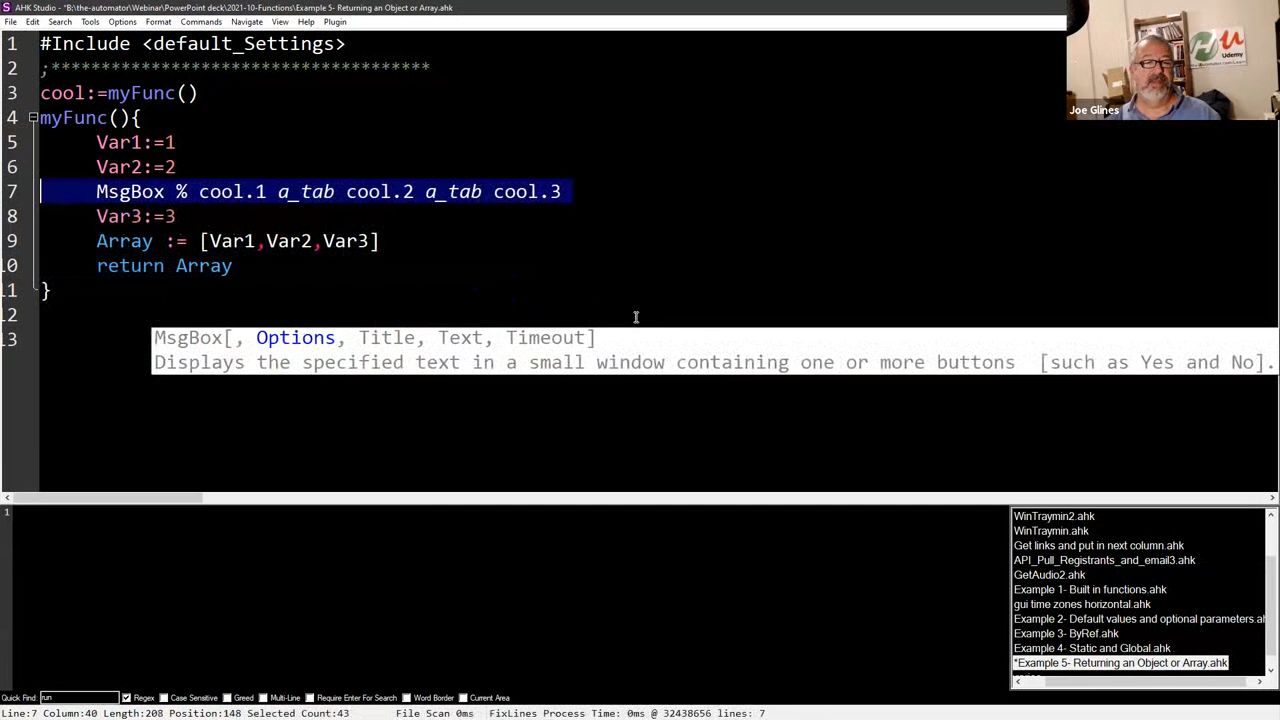 AHK Studio - *B:\the-automator\Webinar\PowerPoint deck\2021-10-Functions\Example 5- Returning an Object or Array.ahk
File Edit Search Tools Options Format Commands Navigate View Help Plugin
1 #Include <default_Settings>
2 ;**************************************
3 cool:=myFunc()
4 myFunc(){
5 Var1:=1
6 Var2:=2
7 MsgBox % cool.1 a_tab cool.2 a_tab cool.3
8 Var3:=3
9 Array := [Var1,Var2,Var3]
10 return Array
11 }
12
13
MsgBox[, Options, Title, Text, Timeout]
Displays the specified text in a small window containing one or more buttons [such as Yes and No].
Udemy
Joe Glines
1
WinTraymin2.ahk
WinTraymin.ahk
Get links and put in next column.ahk
API_Pull_Registrants_and_email3.ahk
GetAudio2.ahk
Example 1- Built in functions.ahk
gui time zones horizontal.ahk
Example 2- Default values and optional parameters.ah
Example 3- ByRef.ahk
Example 4- Static and Global.ahk
*Example 5- Returning an Object or Array.ahk
Quick Find: run Regex Case Sensitive Greed Multi-Line Require Enter For Search Word Border Current Area
Line:7 Column:40 Length:208 Position:148 Selected Count:43 File Scan 0ms FixLines Process Time: 0ms @ 32438656 lines: 7